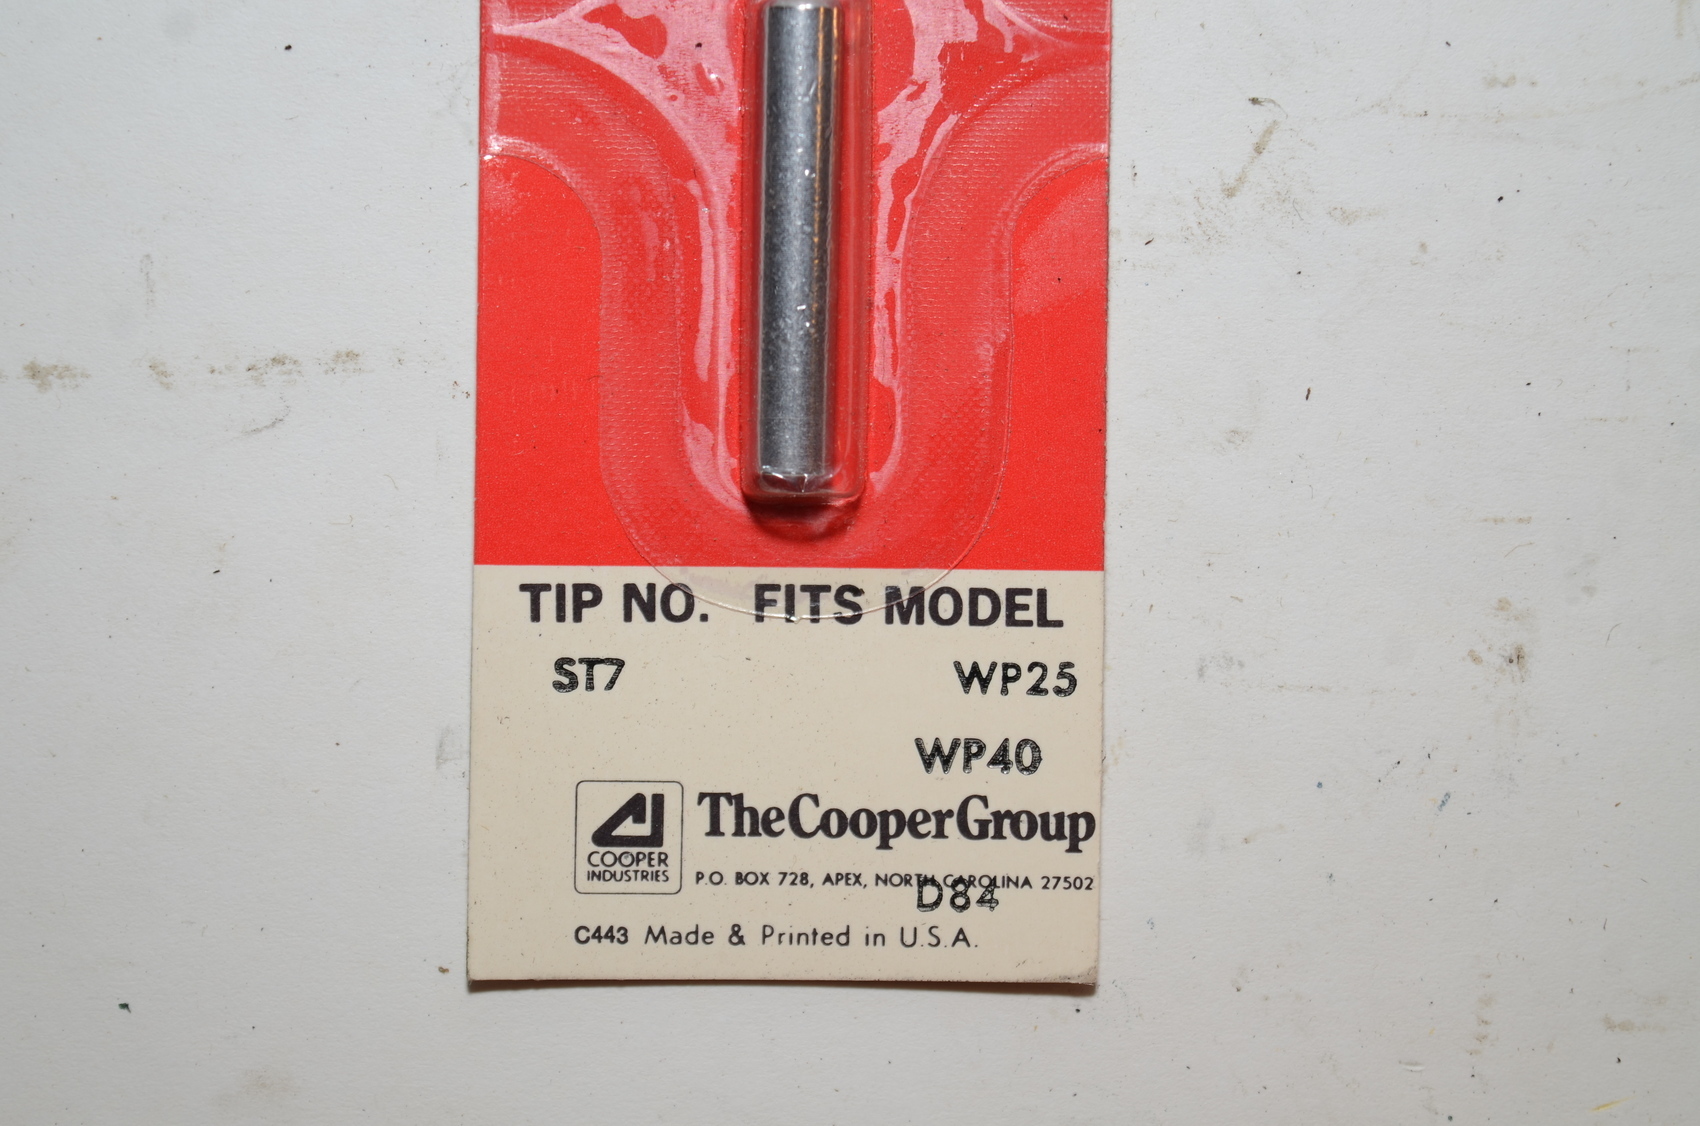 TIP NO. FITS MODEL
ST7 WP25
WP40
COOPER
INDUSTRIES
TheCooperGroup
P.O. BOX 728, APEX, NORTH CAROLINA 27502
D84
C443 Made & Printed in U.S.A.